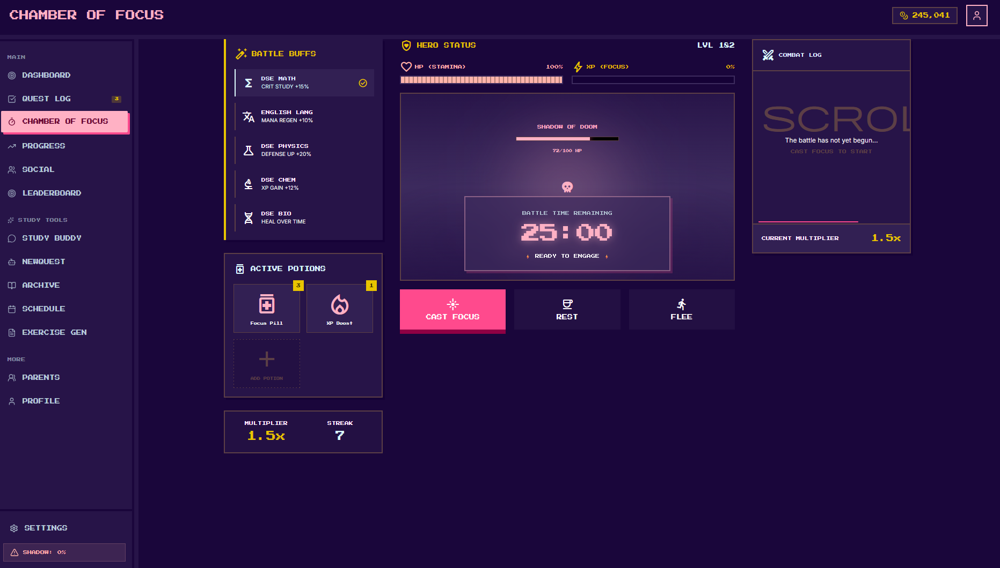 CHAMBER OF FOCUS
245,041
MAIN
DASHBOARD
QUEST LOG
3
CHAMBER OF FOCUS
PROGRESS
SOCIAL
LEADERBOARD
STUDY TOOLS
STUDY BUDDY
NEWQUEST
ARCHIVE
SCHEDULE
EXERCISE GEN
MORE
PARENTS
PROFILE
SETTINGS
SHADOW: 0%
BATTLE BUFFS
DSE MATH
CRIT STUDY +15%
ENGLISH LANG
MANA REGEN +10%
DSE PHYSICS
DEFENSE UP +20%
DSE CHEM
XP GAIN +12%
DSE BIO
HEAL OVER TIME
ACTIVE POTIONS
3
Focus Pill
1
XP Boost
ADD POTION
MULTIPLIER
1.5x
STREAK
7
HERO STATUS
LVL 1&2
HP (STAMINA)
100%
XP (FOCUS)
0%
SHADOW OF DOOM
72/100 HP
BATTLE TIME REMAINING
25:00
READY TO ENGAGE
CAST FOCUS
REST
FLEE
COMBAT LOG
SCROL
The battle has not yet begun...
CAST FOCUS TO START
CURRENT MULTIPLIER
1.5x